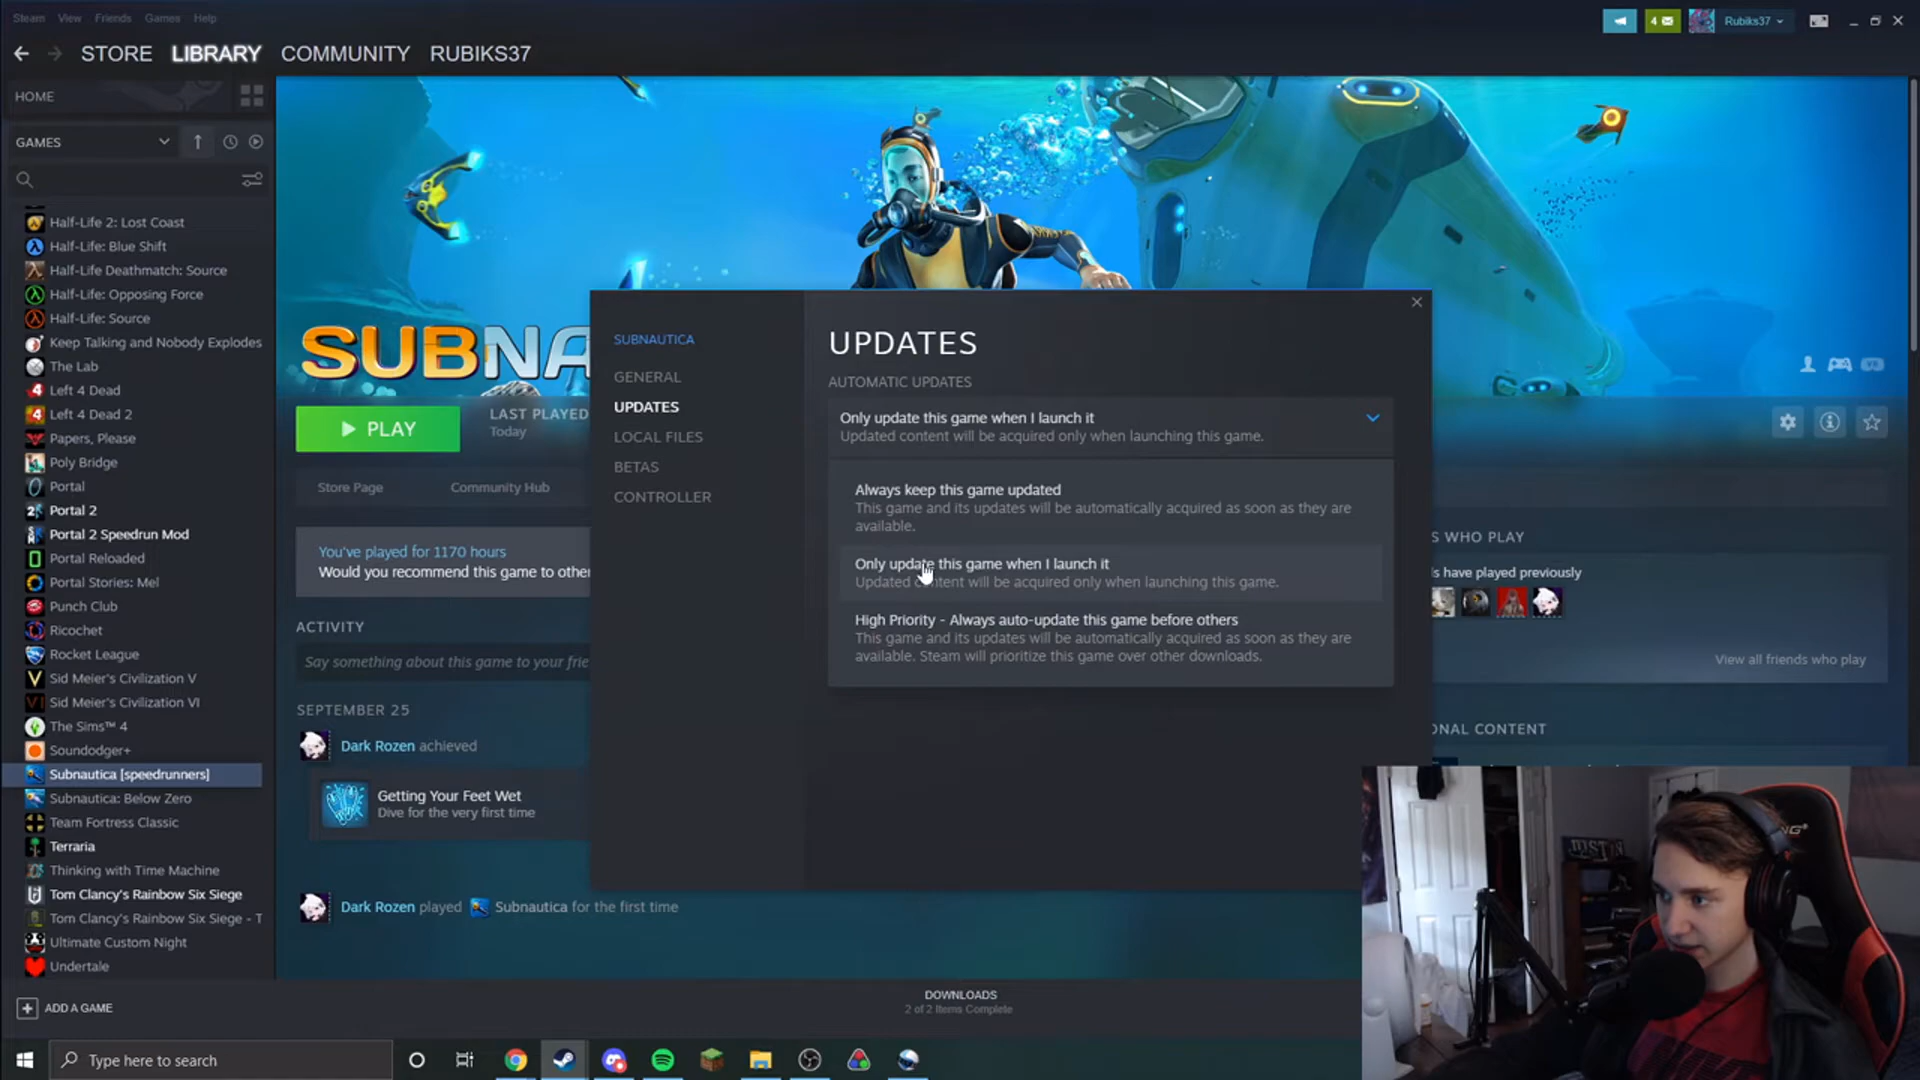 Steam View Friends Games Help
4
Rubiks37
STORE LIBRARY COMMUNITY RUBIKS37
HOME
GAMES
Half-Life 2: Lost Coast
Half-Life: Blue Shift
Half-Life Deathmatch: Source
Half-Life: Opposing Force
Half-Life: Source
Keep Talking and Nobody Explodes
The Lab
Left 4 Dead
Left 4 Dead 2
Papers, Please
Poly Bridge
Portal
Portal 2
Portal 2 Speedrun Mod
Portal Reloaded
Portal Stories: Mel
Punch Club
Ricochet
Rocket League
Sid Meier's Civilization V
Sid Meier's Civilization VI
The Sims™ 4
Soundodger+
Subnautica [speedrunners]
Subnautica: Below Zero
Team Fortress Classic
Terraria
Thinking with Time Machine
Tom Clancy's Rainbow Six Siege
Tom Clancy's Rainbow Six Siege - T
Ultimate Custom Night
Undertale
ADD A GAME
SUBNA
PLAY
LAST PLAYED
Today
Store Page
Community Hub
You've played for 1170 hours
Would you recommend this game to other
ACTIVITY
Say something about this game to your frie
SEPTEMBER 25
Dark Rozen achieved
Getting Your Feet Wet
Dive for the very first time
Dark Rozen played Subnautica for the first time
SUBNAUTICA
GENERAL
UPDATES
LOCAL FILES
BETAS
CONTROLLER
UPDATES
AUTOMATIC UPDATES
Only update this game when I launch it
Updated content will be acquired only when launching this game.
Always keep this game updated
This game and its updates will be automatically acquired as soon as they are
available.
Only update this game when I launch it
Updated content will be acquired only when launching this game.
High Priority - Always auto-update this game before others
This game and its updates will be automatically acquired as soon as they are
available. Steam will prioritize this game over other downloads.
S WHO PLAY
ls have played previously
View all friends who play
ONAL CONTENT
DOWNLOADS
2 of 2 Items Complete
Type here to search